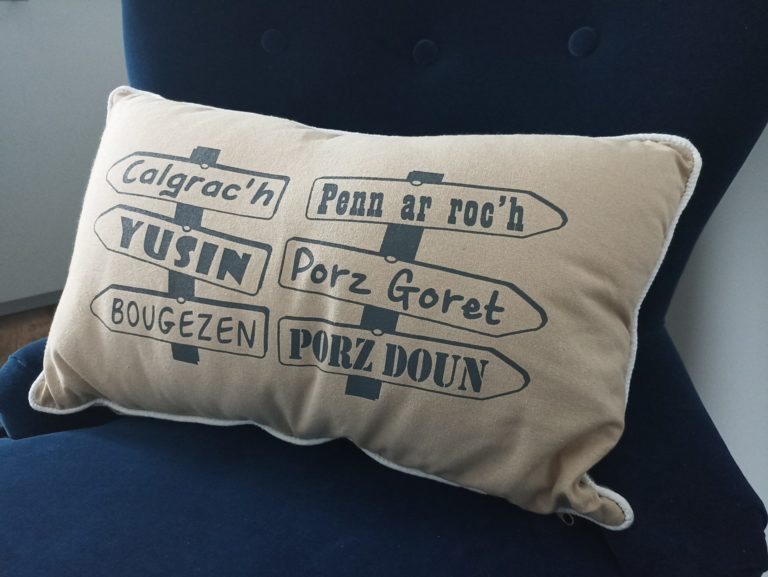 Calgrac'h
YUSIN
BOUGEZEN
Penn ar roc'h
Porz Goret
PORZ DOUN